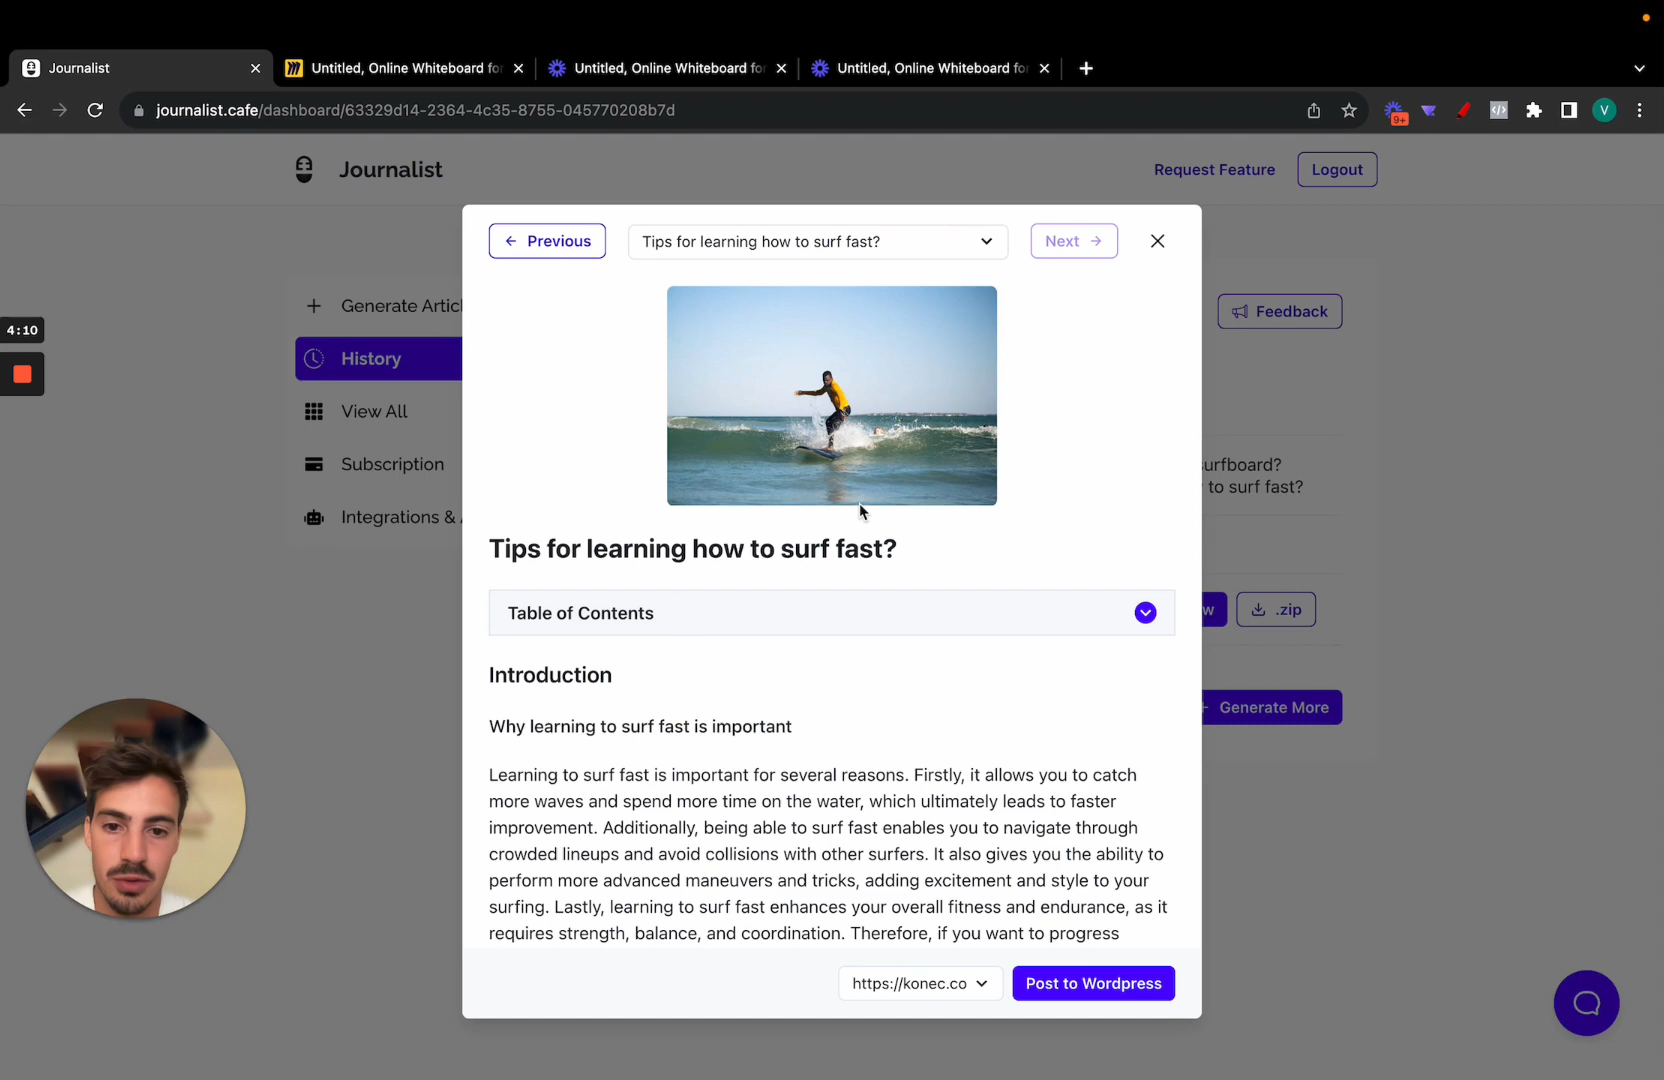 Journalist
Untitled, Online Whiteboard for
Untitled, Online Whiteboard for
Untitled, Online Whiteboard for
journalist.cafe/dashboard/63329d14-2364-4c35-8755-045770208b7d
9+
V
Journalist
Request Feature
Logout
Previous
Tips for learning how to surf fast?
Next
Generate Artic
Feedback
4:10
History
View All
Subscription
urfboard?
to surf fast?
Integrations &
Tips for learning how to surf fast?
Table of Contents
w
.zip
Introduction
Generate More
Why learning to surf fast is important
Learning to surf fast is important for several reasons. Firstly, it allows you to catch
more waves and spend more time on the water, which ultimately leads to faster
improvement. Additionally, being able to surf fast enables you to navigate through
crowded lineups and avoid collisions with other surfers. It also gives you the ability to
perform more advanced maneuvers and tricks, adding excitement and style to your
surfing. Lastly, learning to surf fast enhances your overall fitness and endurance, as it
requires strength, balance, and coordination. Therefore, if you want to progress
https://konec.co
Post to Wordpress